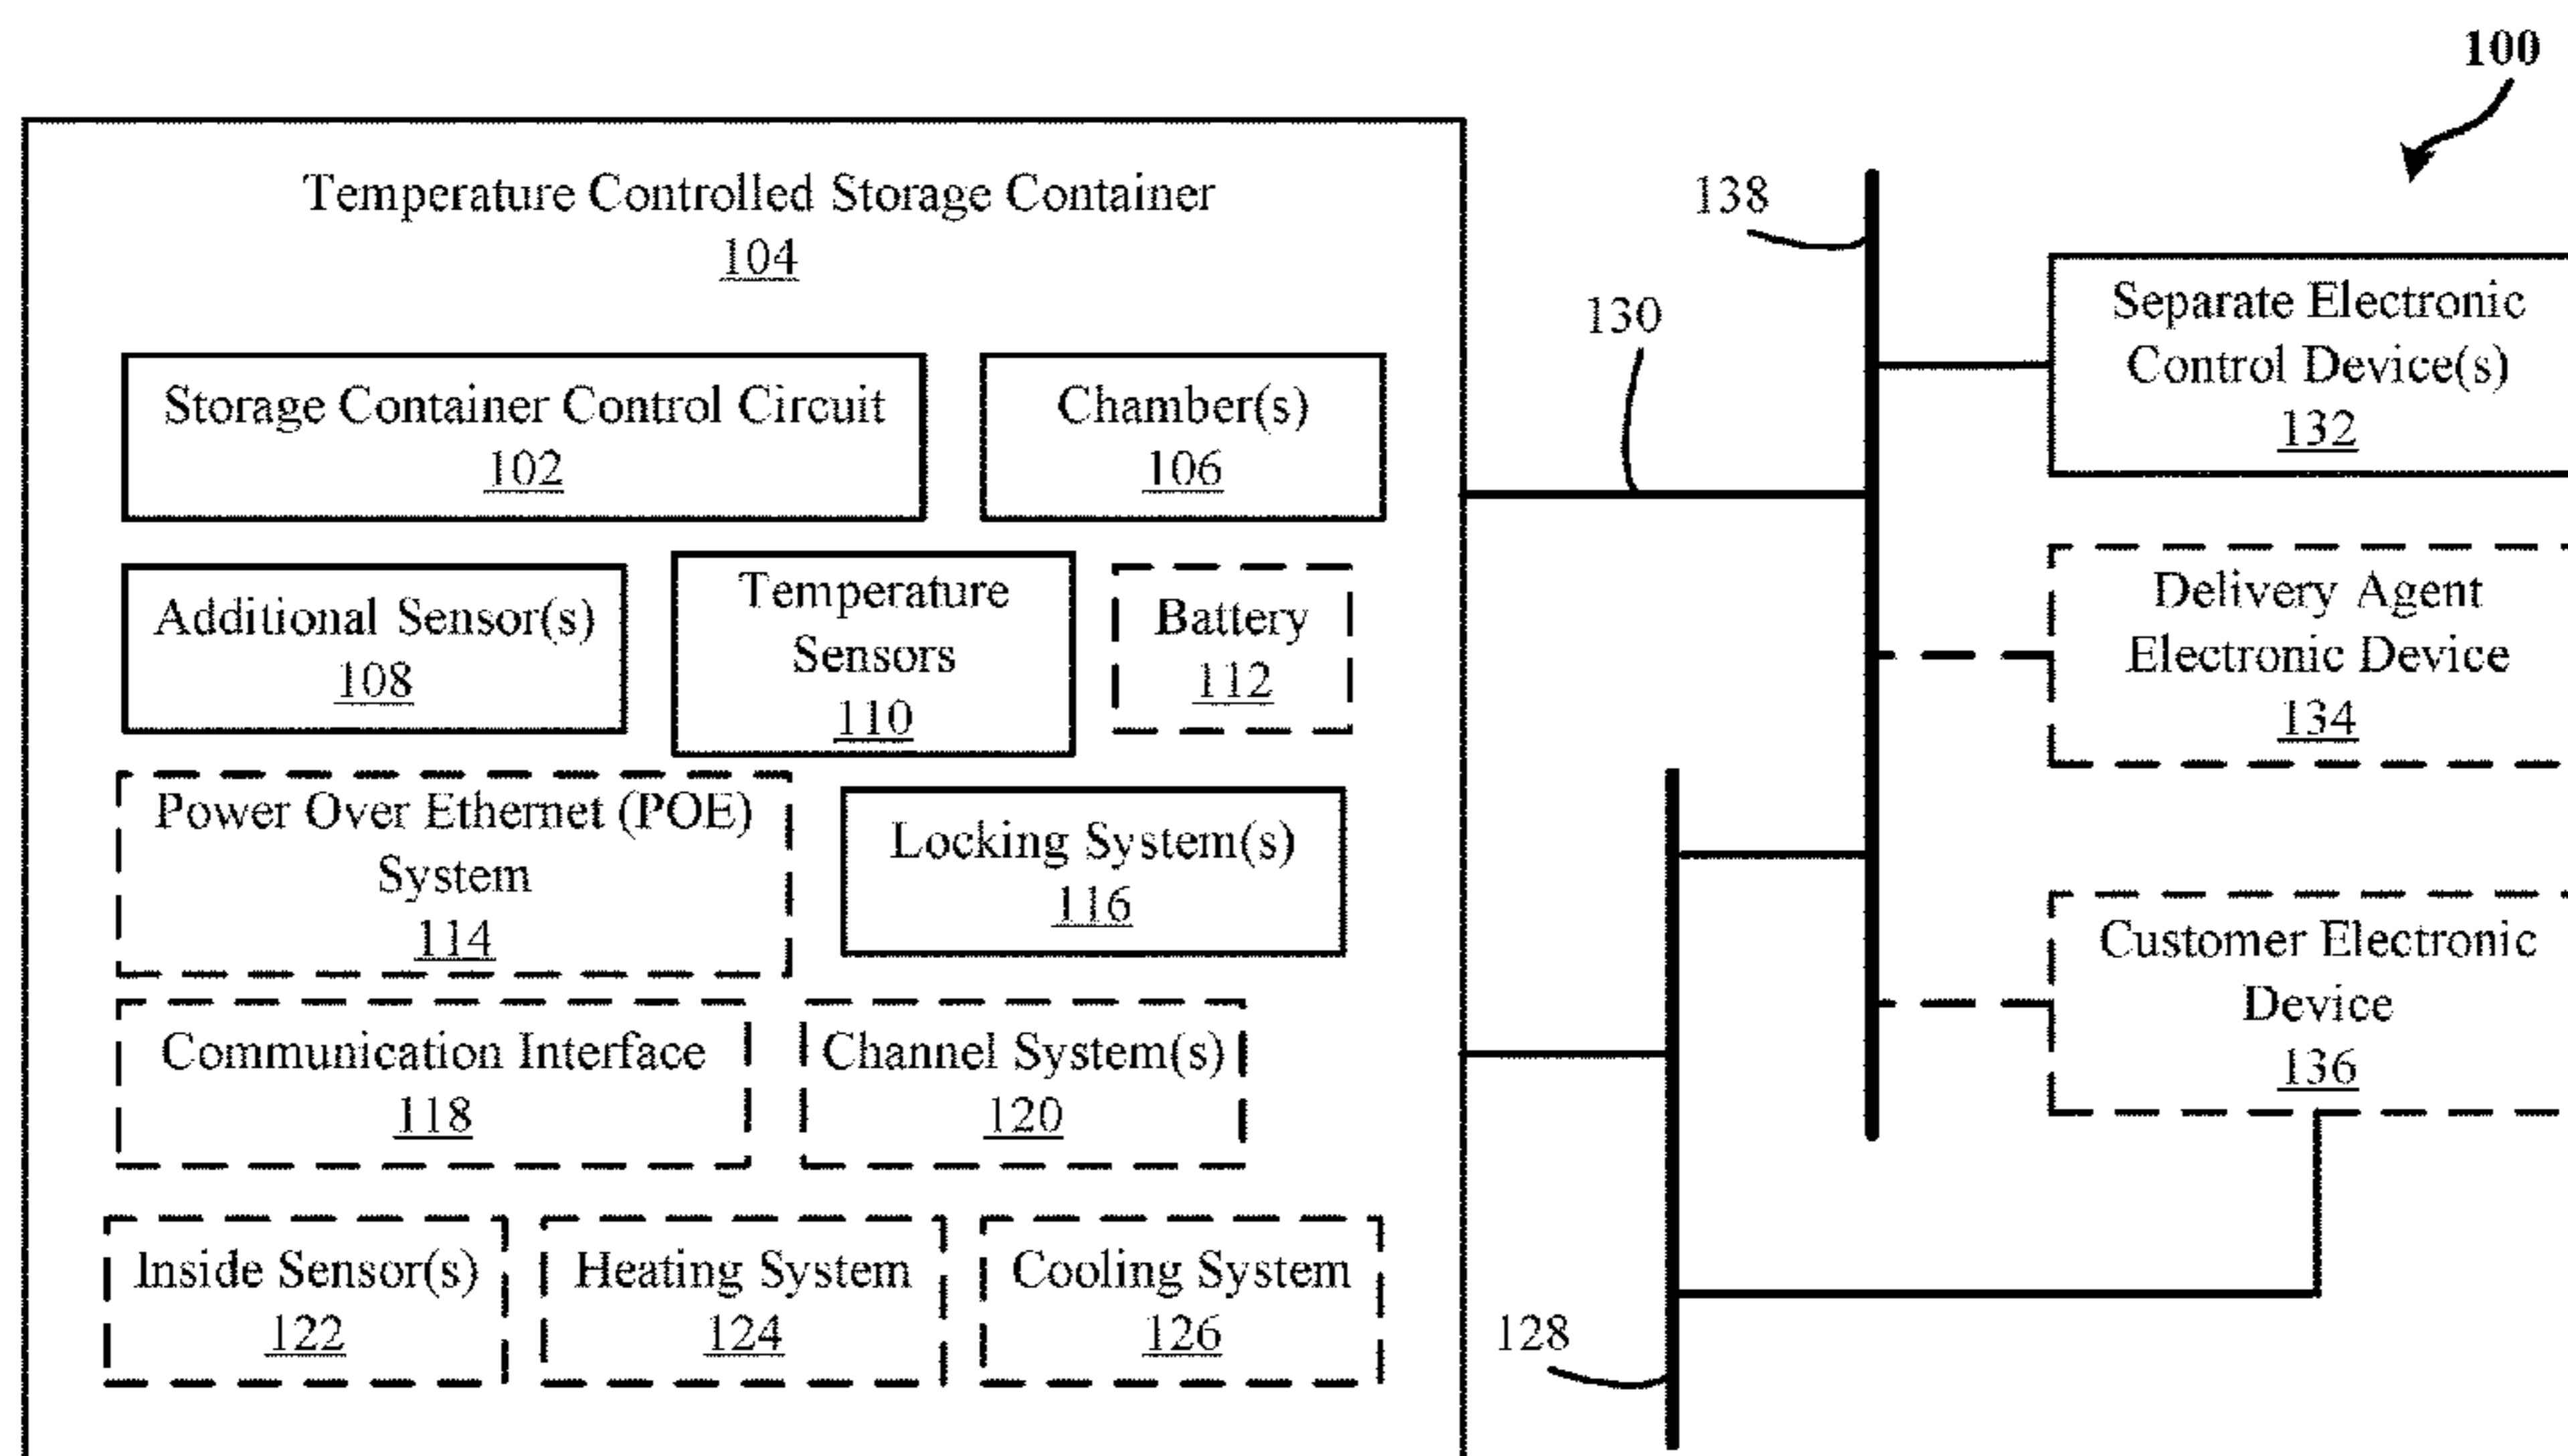 100
Temperature Controlled Storage Container
104
138
130
Separate Electronic
Control Device(s)
132
Storage Container Control Circuit
102
Chamber(s)
106
Additional Sensor(s)
108
Temperature
Sensors
110
Battery
112
Delivery Agent
Electronic Device
134
Power Over Ethernet (POE)
System
114
Locking System(s)
116
Customer Electronic
Device
136
Communication Interface
118
Channel System(s)
120
Inside Sensor(s)
122
Heating System
124
Cooling System
126
128